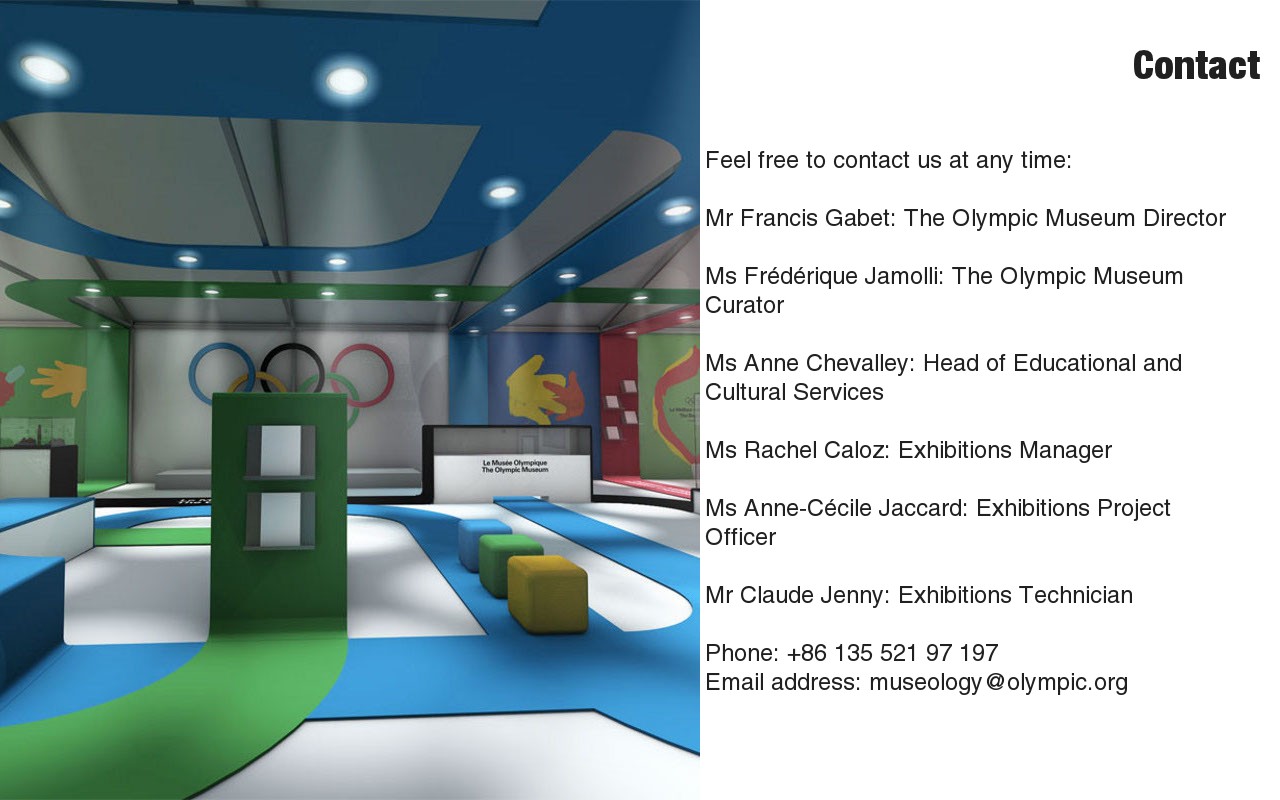 Contact
Feel free to contact us at any time:
Mr Francis Gabet: The Olympic Museum Director
Ms Frédérique Jamolli: The Olympic Museum
Curator
Ms Anne Chevalley: Head of Educational and
Cultural Services
Ms Rachel Caloz: Exhibitions Manager
Ms Anne-Cécile Jaccard: Exhibitions Project
Officer
Mr Claude Jenny: Exhibitions Technician
Phone: +86 135 521 97 197
Email address: museology@olympic.org
Le Musée Olympique
The Olympic Museum